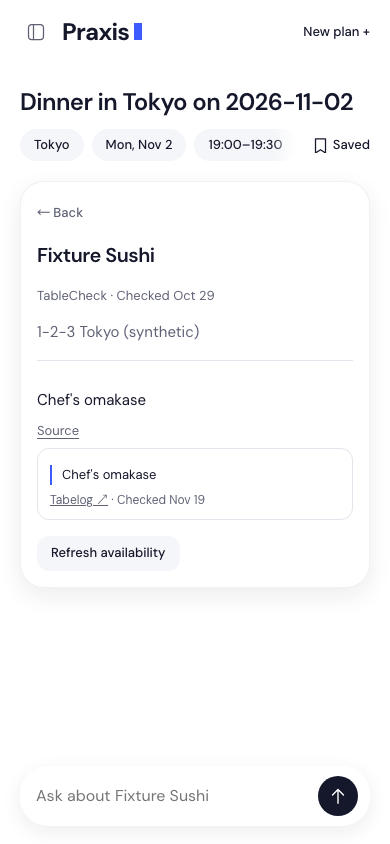 Praxis
New plan +
Dinner in Tokyo on 2026-11-02
Tokyo
Mon, Nov 2
19:00–19:30
Saved
← Back
Fixture Sushi
TableCheck · Checked Oct 29
1-2-3 Tokyo (synthetic)
Chef's omakase
Source
Chef's omakase
Tabelog ↗ · Checked Nov 19
Refresh availability
Ask about Fixture Sushi